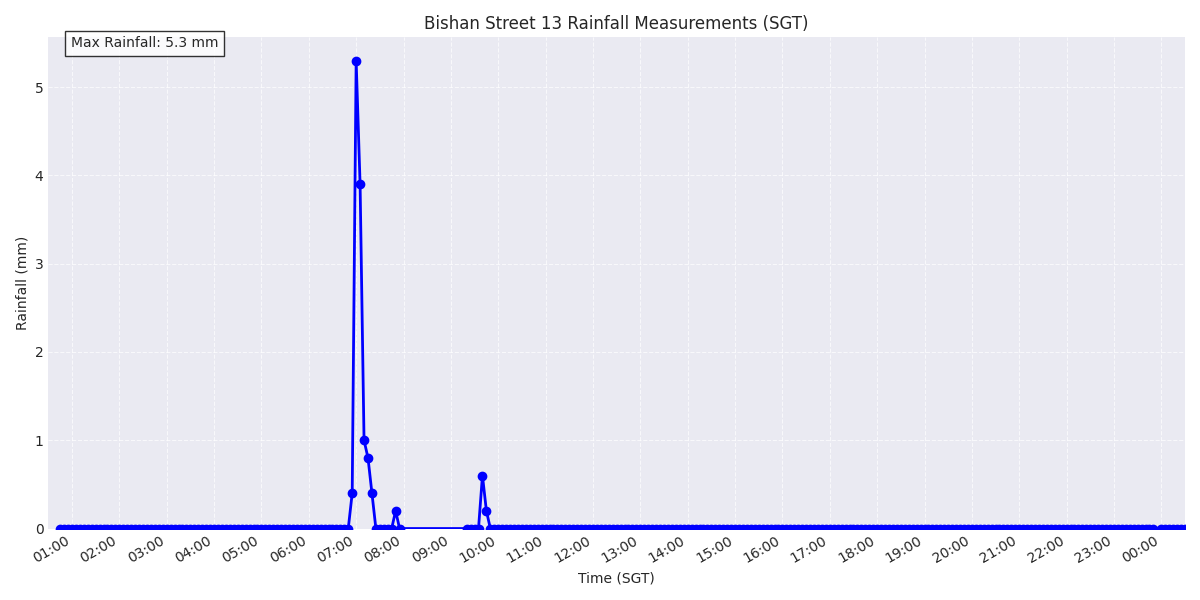 Bishan Street 13 Rainfall Measurements (SGT)
Max Rainfall: 5.3 mm
Rainfall (mm)
5
4
3
2
1
0
01:00 02:00 03:00 04:00 05:00 06:00 07:00 08:00 09:00 10:00 11:00 12:00 13:00 14:00 15:00 16:00 17:00 18:00 19:00 20:00 21:00 22:00 23:00 00:00
Time (SGT)